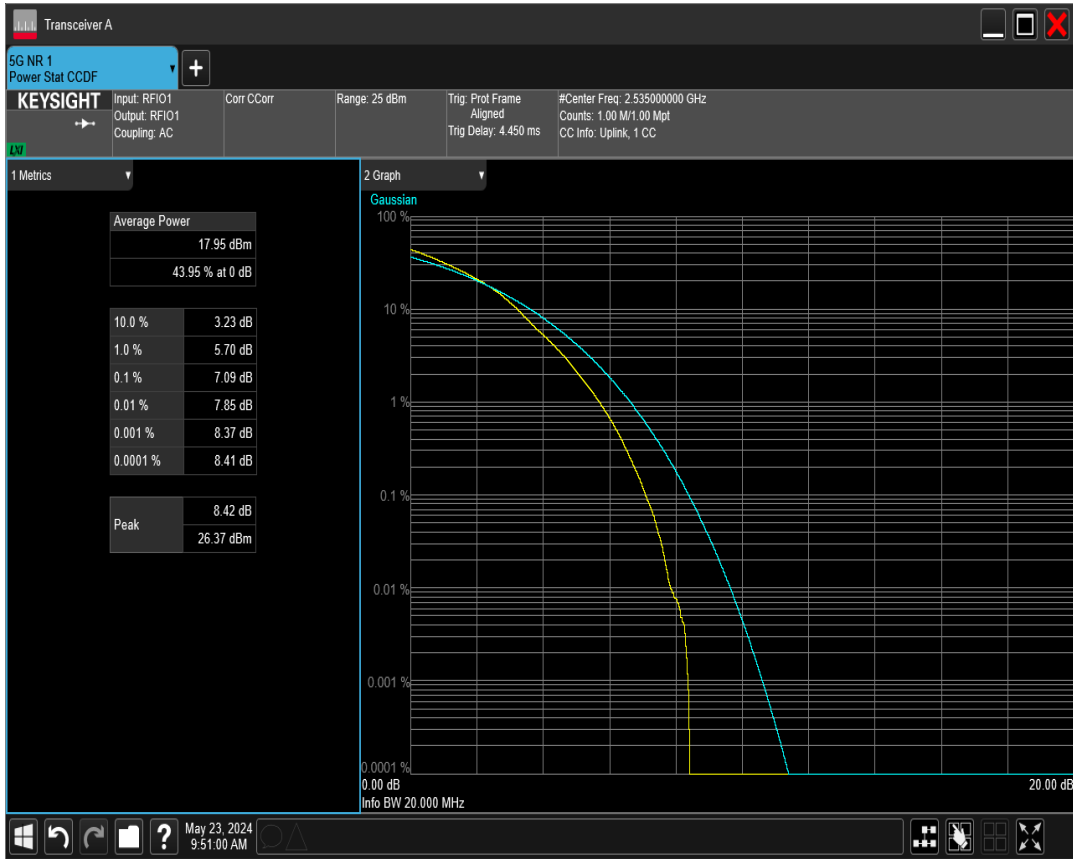 Transceiver A
5G NR 1
Power Stat CCDF
KEYSIGHT
LXI
Input: RFIO1
Output: RFIO1
Coupling: AC
Corr CCorr
Range: 25 dBm
Trig: Prot Frame
Aligned
Trig Delay: 4.450 ms
#Center Freq: 2.535000000 GHz
Counts: 1.00 M/1.00 Mpt
CC Info: Uplink, 1 CC
1 Metrics
Average Power
17.95 dBm
43.95 % at 0 dB
10.0 % 3.23 dB
1.0 % 5.70 dB
0.1 % 7.09 dB
0.01 % 7.85 dB
0.001 % 8.37 dB
0.0001 % 8.41 dB
Peak
8.42 dB
26.37 dBm
2 Graph
Gaussian
100 %
10 %
1 %
0.1 %
0.01 %
0.001 %
0.0001 %
0.00 dB 20.00 dB
Info BW 20.000 MHz
?
May 23, 2024
9:51:00 AM